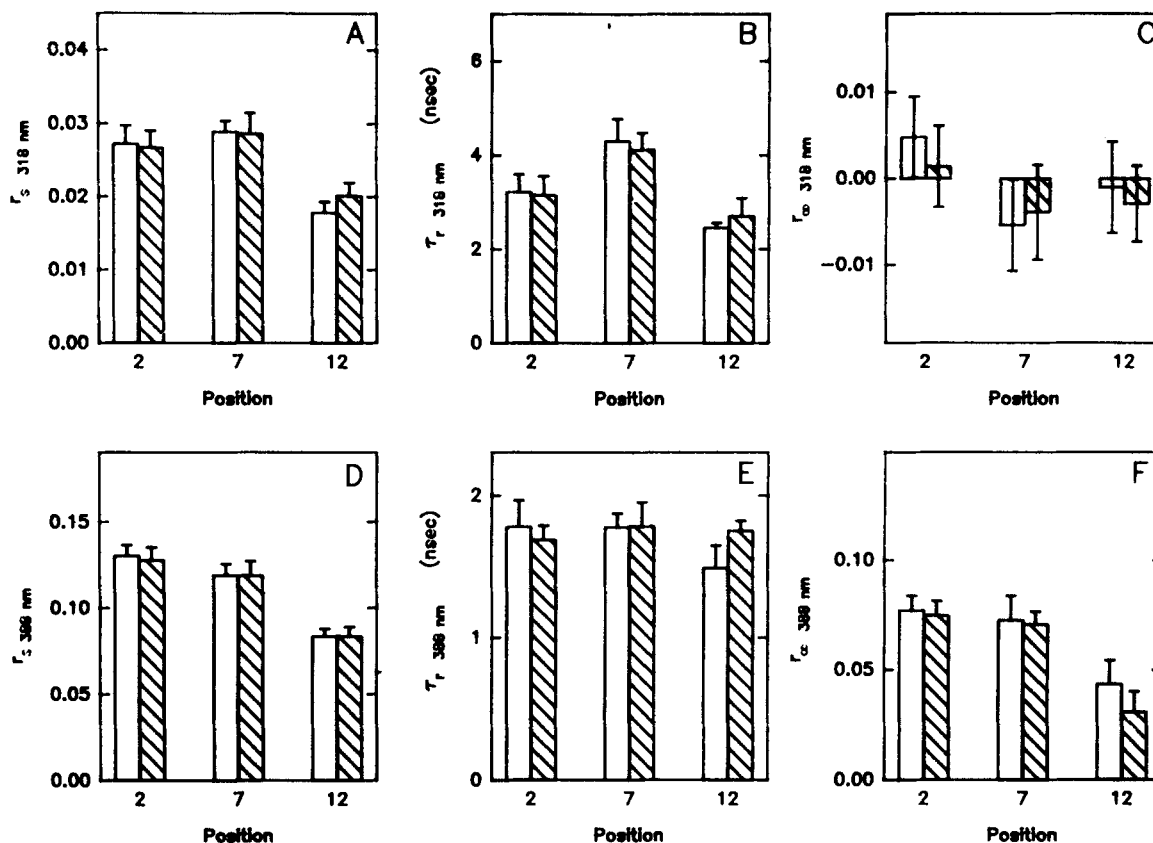 A
0.04
0.03
0.02
0.01
0.00
r_s 318 nm
2 7 12
Position
B
6
4
2
0
τ_r 318 nm (nsec)
2 7 12
Position
C
0.01
0.00
−0.01
r_∞ 318 nm
2 7 12
Position
D
0.15
0.10
0.05
0.00
r_s 388 nm
2 7 12
Position
E
2
1
0
τ_r 388 nm (nsec)
2 7 12
Position
F
0.10
0.05
0.00
r_∞ 388 nm
2 7 12
Position